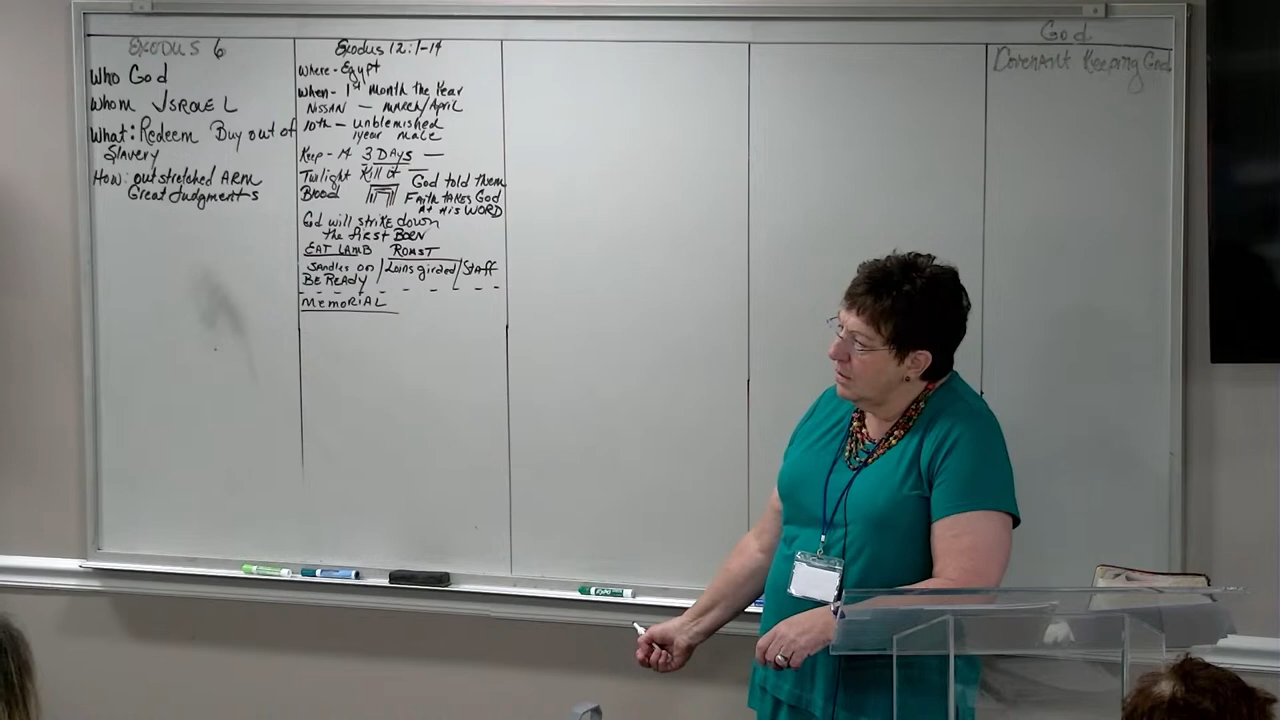 Exodus 6
Who God
Whom ISRAEL
What: Redeem Buy out of
Slavery
How: outstretched ARM
Great Judgments
Exodus 12:1-14
Where - Egypt
When - 1st Month the Year
NISSAN - MARCH/April
10th - unblemished
1year male
Keep - 3 DAYS -
Twilight Kill it
Blood
God told them
FAITH TAKES GOD
At His WORD
God will strike down
the first BORN
EAT LAMB ROAST
Sandles on / Loins girded / Staff
BE READY
MEMORIAL
God
Covenant Keeping God